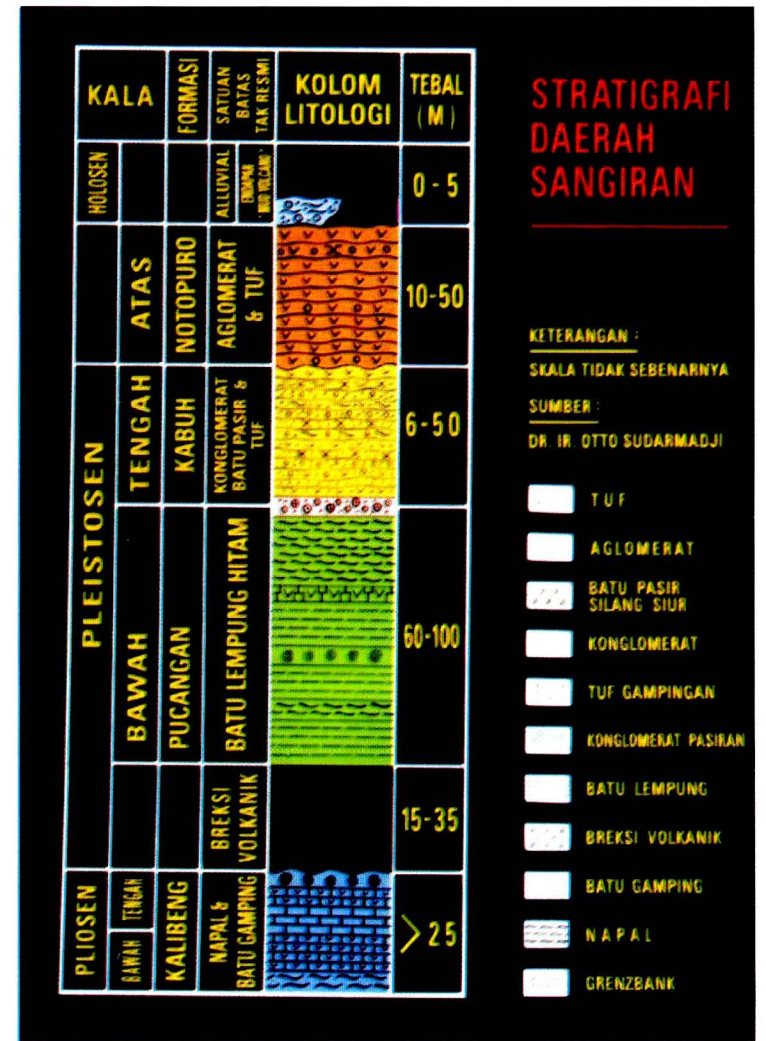 STRATIGRAFI
DAERAH
SANGIRAN
KALA
FORMASI
SATUAN
BATAS
TAK RESMI
KOLOM
LITOLOGI
TEBAL
(M)
HOLOSEN
ALLUVIAL
ENDAPAN
"MUD VOLCANO"
0 - 5
ATAS
NOTOPURO
AGLOMERAT
& TUF
10-50
PLEISTOSEN
TENGAH
KABUH
KONGLOMERAT
BATU PASIR &
TUF
6-50
BAWAH
PUCANGAN
BATU LEMPUNG HITAM
60-100
BREKSI
VOLKANIK
15-35
PLIOSEN
TENGAH
BAWAH
KALIBENG
NAPAL &
BATU GAMPING
>25
KETERANGAN :
SKALA TIDAK SEBENARNYA
SUMBER :
DR. IR. OTTO SUDARMADJI
TUF
AGLOMERAT
BATU PASIR
SILANG SIUR
KONGLOMERAT
TUF GAMPINGAN
KONGLOMERAT PASIRAN
BATU LEMPUNG
BREKSI VOLKANIK
BATU GAMPING
NAPAL
GRENZBANK